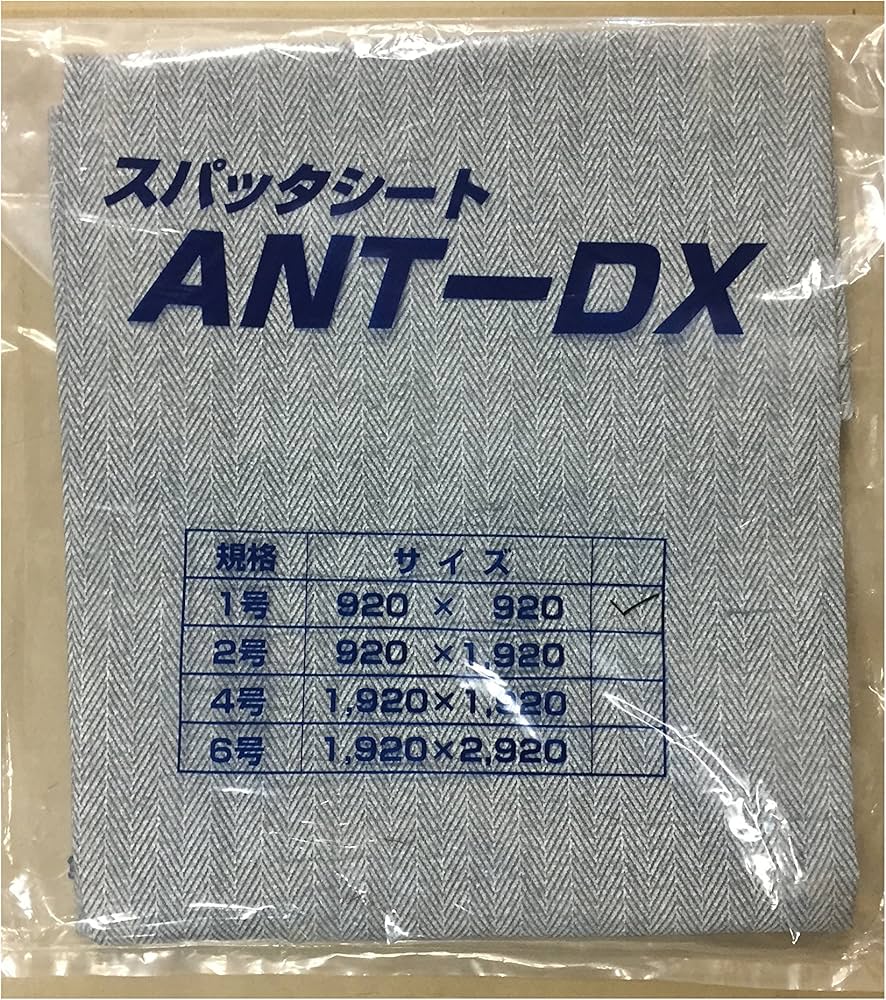 スパッタシート
ANT-DX
規格 サイズ
1号 920 × 920 ✓
2号 920 × 1,920
4号 1,920×1,920
6号 1,920×2,920